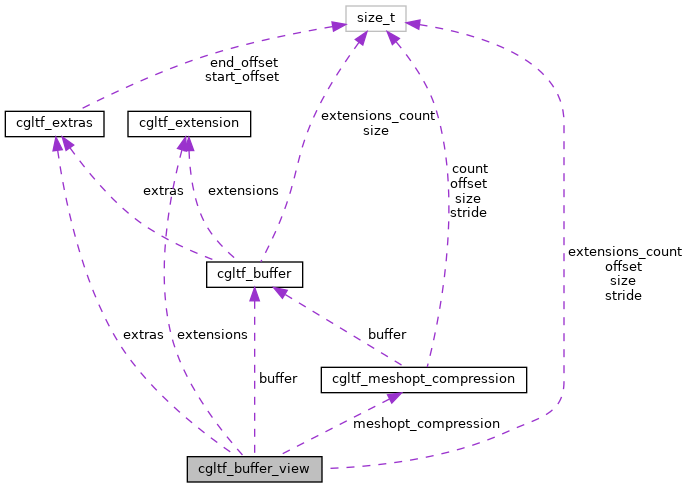 size_t
end_offset
start_offset
cgltf_extras
cgltf_extension
extensions_count
size
extras
extensions
count
offset
size
stride
cgltf_buffer
extensions_count
offset
size
stride
extras
extensions
buffer
buffer
cgltf_meshopt_compression
meshopt_compression
cgltf_buffer_view